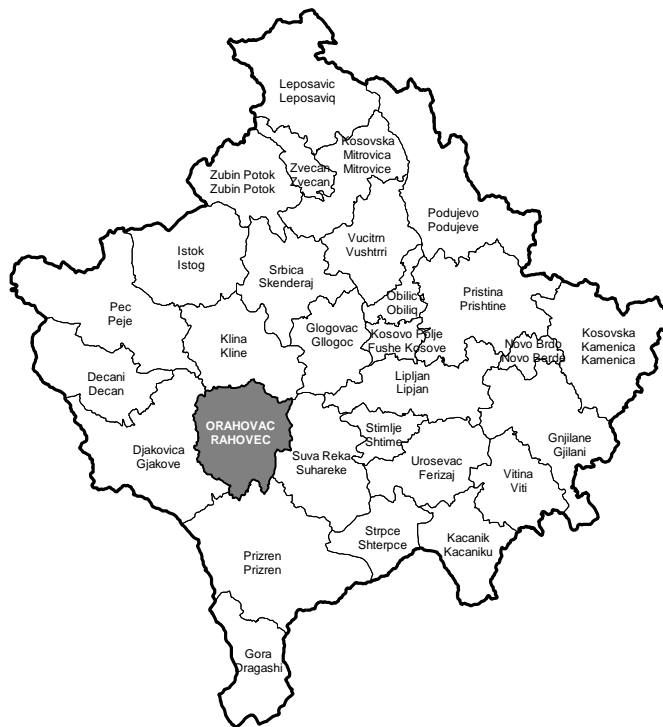 Leposavic
Leposaviq
Kosovska
Mitrovica
Mitrovice
Zvecan
Zvecan
Zubin Potok
Zubin Potok
Podujevo
Podujeve
Vucitrn
Vushtrri
Istok
Istog
Srbica
Skenderaj
Obilic
Obiliq
Pristina
Prishtine
Pec
Peje
Klina
Kline
Glogovac
Gllogoc
Kosovo Polje
Fushe Kosove
Novo Brdo
Novo Berde
Kosovska
Kamenica
Kamenica
Decani
Decan
Lipljan
Lipjan
ORAHOVAC
RAHOVEC
Stimlje
Shtime
Gnjilane
Gjilani
Djakovica
Gjakove
Suva Reka
Suhareke
Urosevac
Ferizaj
Vitina
Viti
Strpce
Shterpce
Kacanik
Kacaniku
Prizren
Prizren
Gora
Dragashi